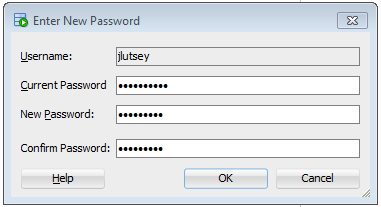 Enter New Password
Username: jlutsey
Current Password ••••••••••
New Password: •••••••••
Confirm Password: •••••••••
Help OK Cancel